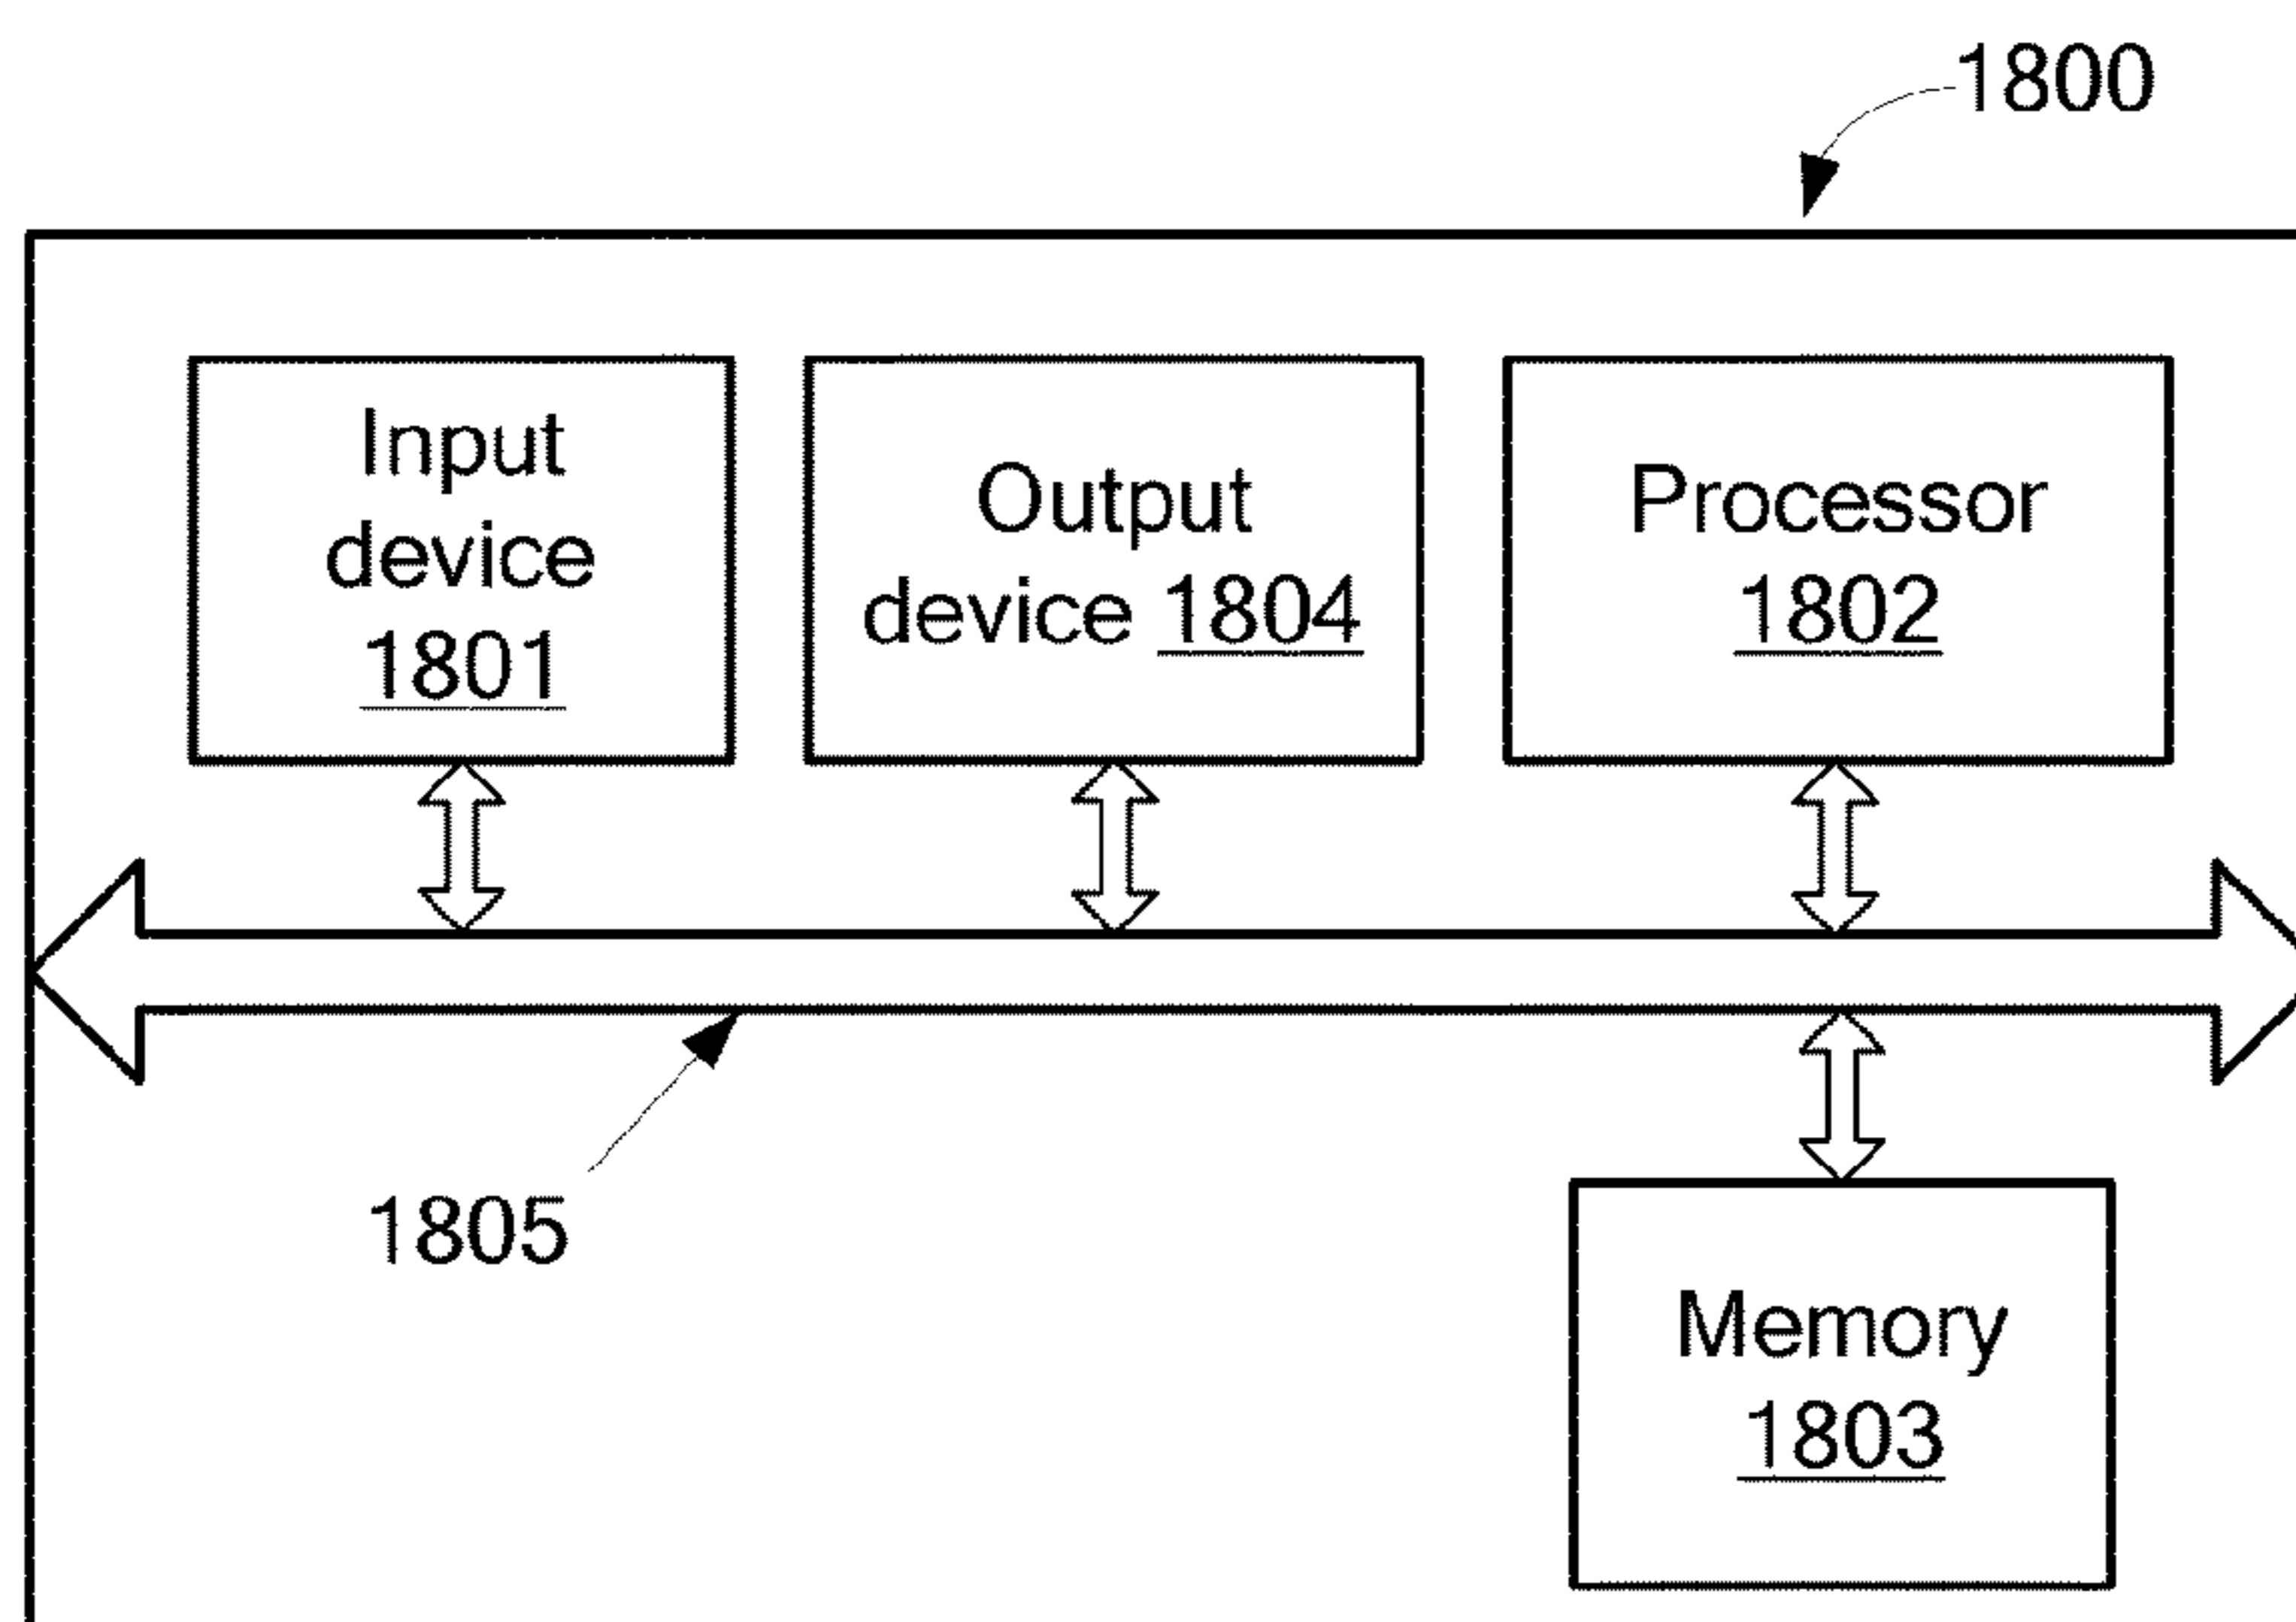 1800
Input
device
1801
Output
device 1804
Processor
1802
1805
Memory
1803